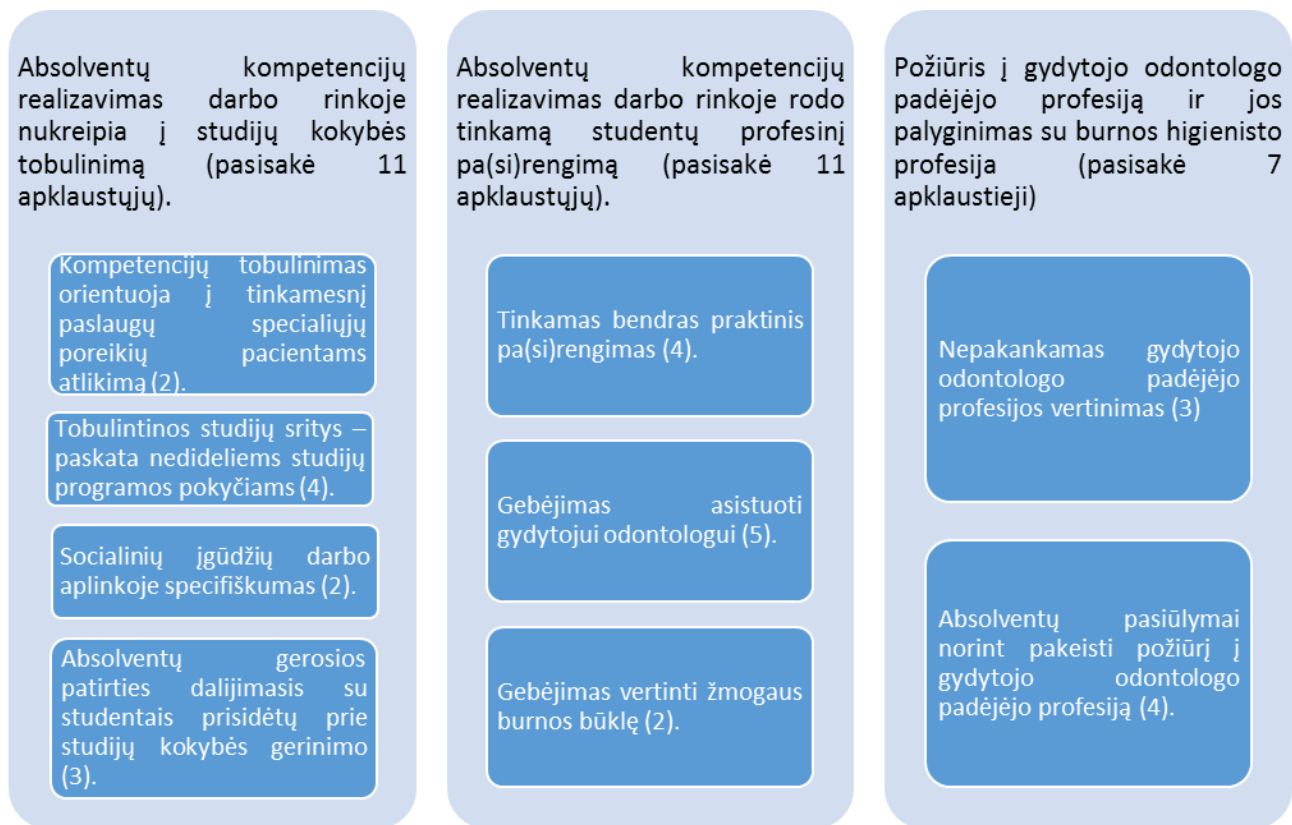 Absolventų kompetencijų
realizavimas darbo rinkoje
nukreipia į studijų kokybės
tobulinimą (pasisakė 11
apklaustųjų).
Kompetencijų tobulinimas
orientuoja į tinkamesnį
paslaugų specialiųjų
poreikių pacientams
atlikimą (2).
Tobulintinos studijų sritys –
paskata nedideliems studijų
programos pokyčiams (4).
Socialinių įgūdžių darbo
aplinkoje specifiškumas (2).
Absolventų gerosios
patirties dalijimasis su
studentais prisidėtų prie
studijų kokybės gerinimo
(3).
Absolventų kompetencijų
realizavimas darbo rinkoje rodo
tinkamą studentų profesinį
pa(si)rengimą (pasisakė 11
apklaustųjų).
Tinkamas bendras praktinis
pa(si)rengimas (4).
Gebėjimas asistuoti
gydytojui odontologui (5).
Gebėjimas vertinti žmogaus
burnos būklę (2).
Požiūris į gydytojo odontologo
padėjėjo profesiją ir jos
palyginimas su burnos higienisto
profesija (pasisakė 7
apklaustieji)
Nepakankamas gydytojo
odontologo padėjėjo
profesijos vertinimas (3)
Absolventų pasiūlymai
norint pakeisti požiūrį į
gydytojo odontologo
padėjėjo profesiją (4).